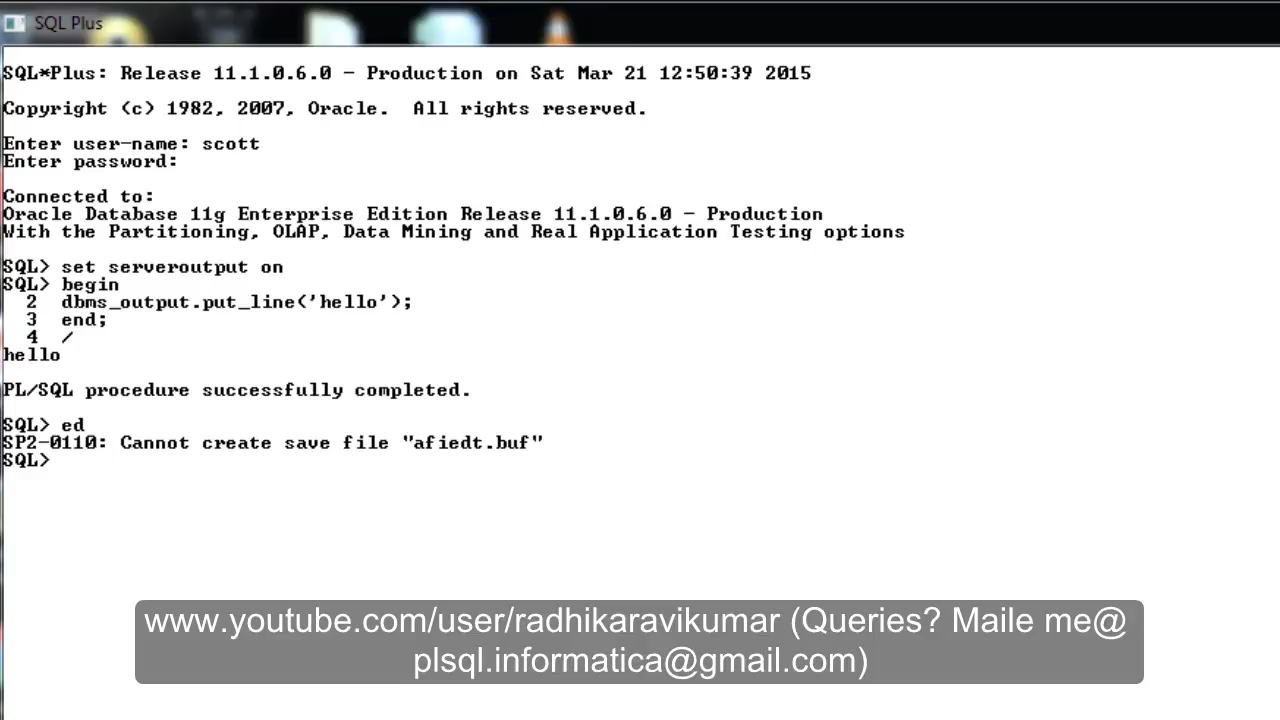 SQL Plus
SQL*Plus: Release 11.1.0.6.0 - Production on Sat Mar 21 12:50:39 2015
Copyright (c) 1982, 2007, Oracle.  All rights reserved.
Enter user-name: scott
Enter password:
Connected to:
Oracle Database 11g Enterprise Edition Release 11.1.0.6.0 - Production
With the Partitioning, OLAP, Data Mining and Real Application Testing options
SQL> set serveroutput on
SQL> begin
  2  dbms_output.put_line('hello');
  3  end;
  4  /
hello
PL/SQL procedure successfully completed.
SQL> ed
SP2-0110: Cannot create save file "afiedt.buf"
SQL>
www.youtube.com/user/radhikaravikumar (Queries? Maile me@
plsql.informatica@gmail.com)